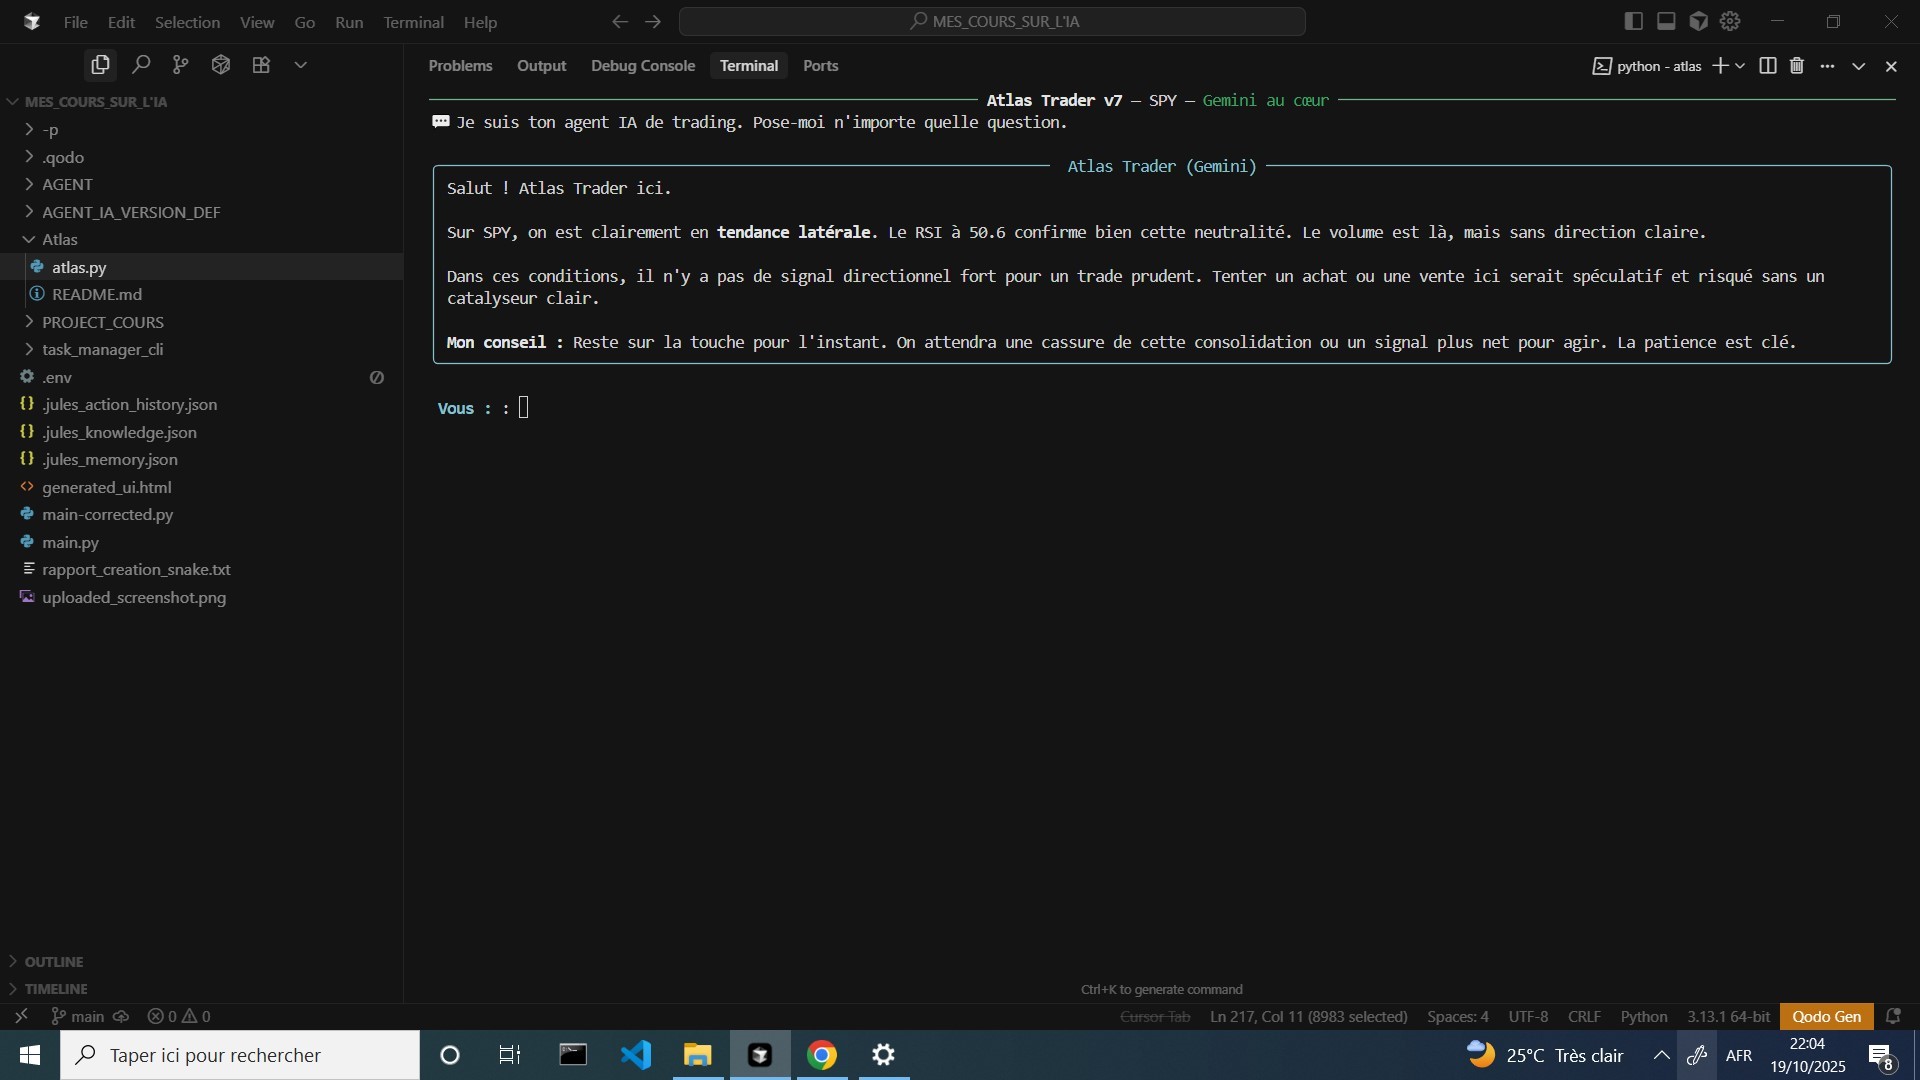 File Edit Selection View Go Run Terminal Help
MES_COURS_SUR_L'IA
Problems Output Debug Console Terminal Ports
python - atlas
MES_COURS_SUR_L'IA
-p
.qodo
AGENT
AGENT_IA_VERSION_DEF
Atlas
atlas.py
README.md
PROJECT_COURS
task_manager_cli
.env
.jules_action_history.json
.jules_knowledge.json
.jules_memory.json
generated_ui.html
main-corrected.py
main.py
rapport_creation_snake.txt
uploaded_screenshot.png
OUTLINE
TIMELINE
Atlas Trader v7 — SPY — Gemini au cœur
Je suis ton agent IA de trading. Pose-moi n'importe quelle question.
Atlas Trader (Gemini)
Salut ! Atlas Trader ici.
Sur SPY, on est clairement en tendance latérale. Le RSI à 50.6 confirme bien cette neutralité. Le volume est là, mais sans direction claire.
Dans ces conditions, il n'y a pas de signal directionnel fort pour un trade prudent. Tenter un achat ou une vente ici serait spéculatif et risqué sans un
catalyseur clair.
Mon conseil : Reste sur la touche pour l'instant. On attendra une cassure de cette consolidation ou un signal plus net pour agir. La patience est clé.
Vous : :
Ctrl+K to generate command
main 0 0 Cursor Tab Ln 217, Col 11 (8983 selected) Spaces: 4 UTF-8 CRLF Python 3.13.1 64-bit Qodo Gen
Taper ici pour rechercher
25°C Très clair
AFR
22:04
19/10/2025
8